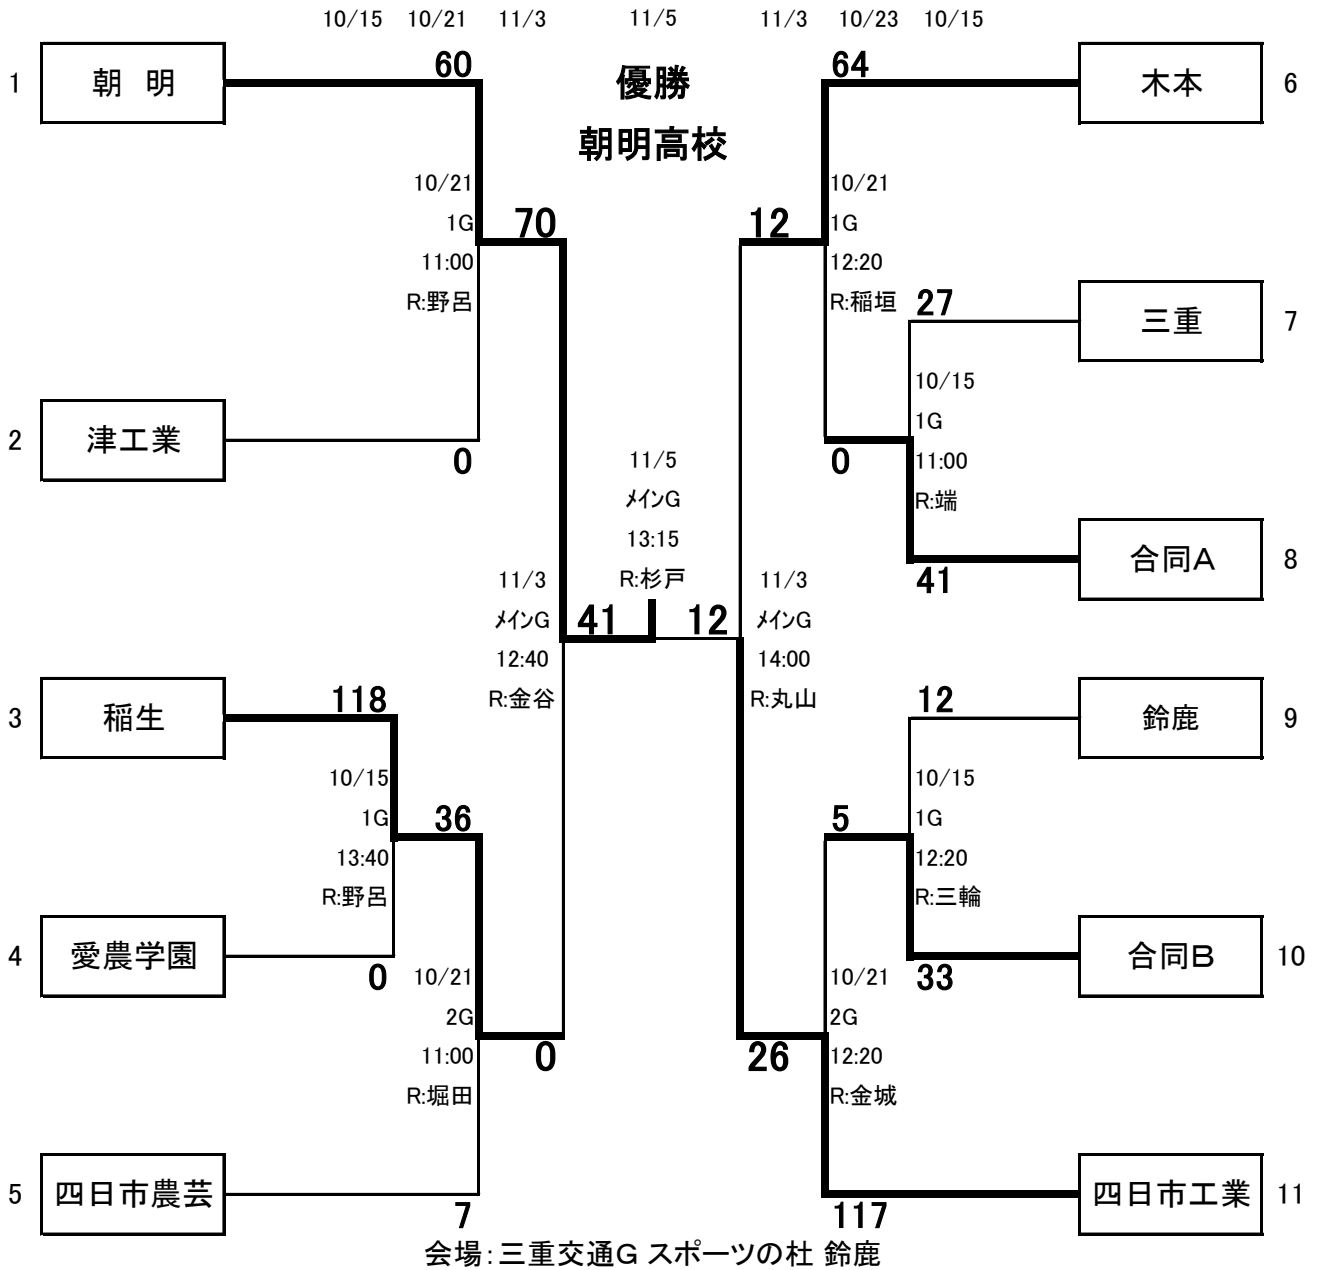 10/15 10/21 11/3 11/5 11/3 10/23 10/15
60 優勝 64
1 朝 明 木本 6
朝明高校
10/21 10/21
1G 70 12 1G
11:00 12:20
R:野呂 R:稲垣 27
三重 7
10/15
1G
2 津工業
0 11/5 0 11:00
メインG R:端
13:15
合同A 8
11/3 R:杉戸 11/3 41
メインG 41 12 メインG
12:40 14:00
118 R:金谷 R:丸山 12
3 稲生 鈴鹿 9
10/15 10/15
1G 36 5 1G
13:40 12:20
R:野呂 R:三輪
4 愛農学園 合同B 10
0 10/21 10/21 33
2G 2G
11:00 0 26 12:20
R:堀田 R:金城
5 四日市農芸 四日市工業 11
7 117
会場:三重交通G スポーツの杜 鈴鹿